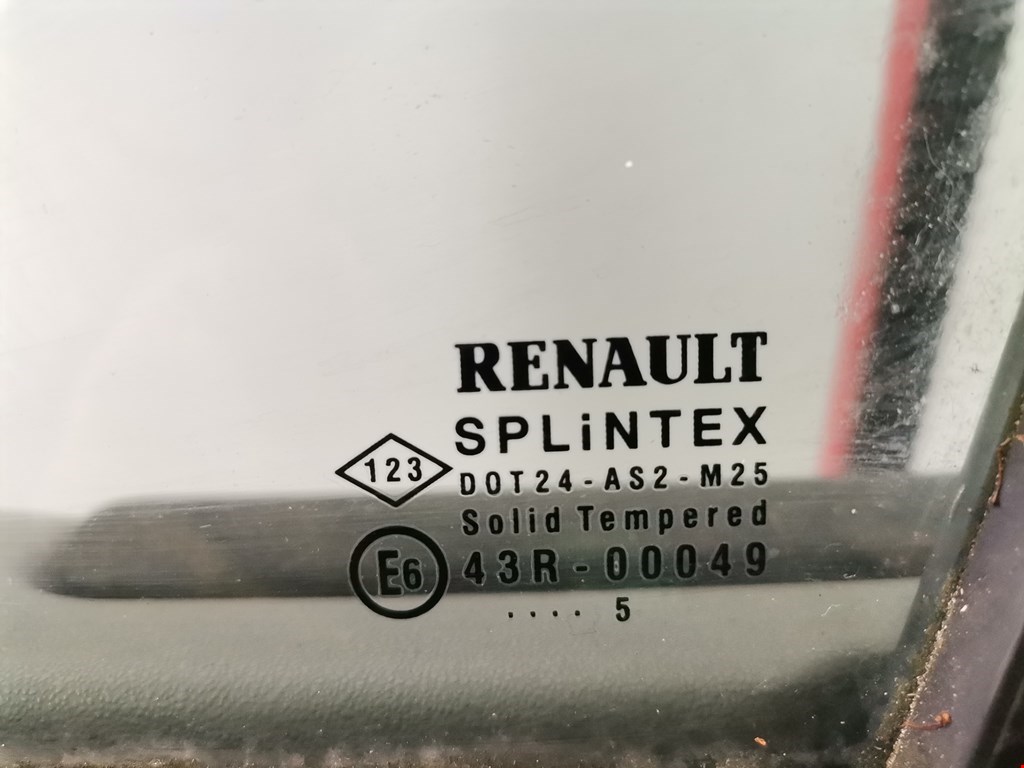 RENAULT
SPLiNTEX
123
DOT24-AS2-M25
Solid Tempered
E6
43R-00049
.... 5